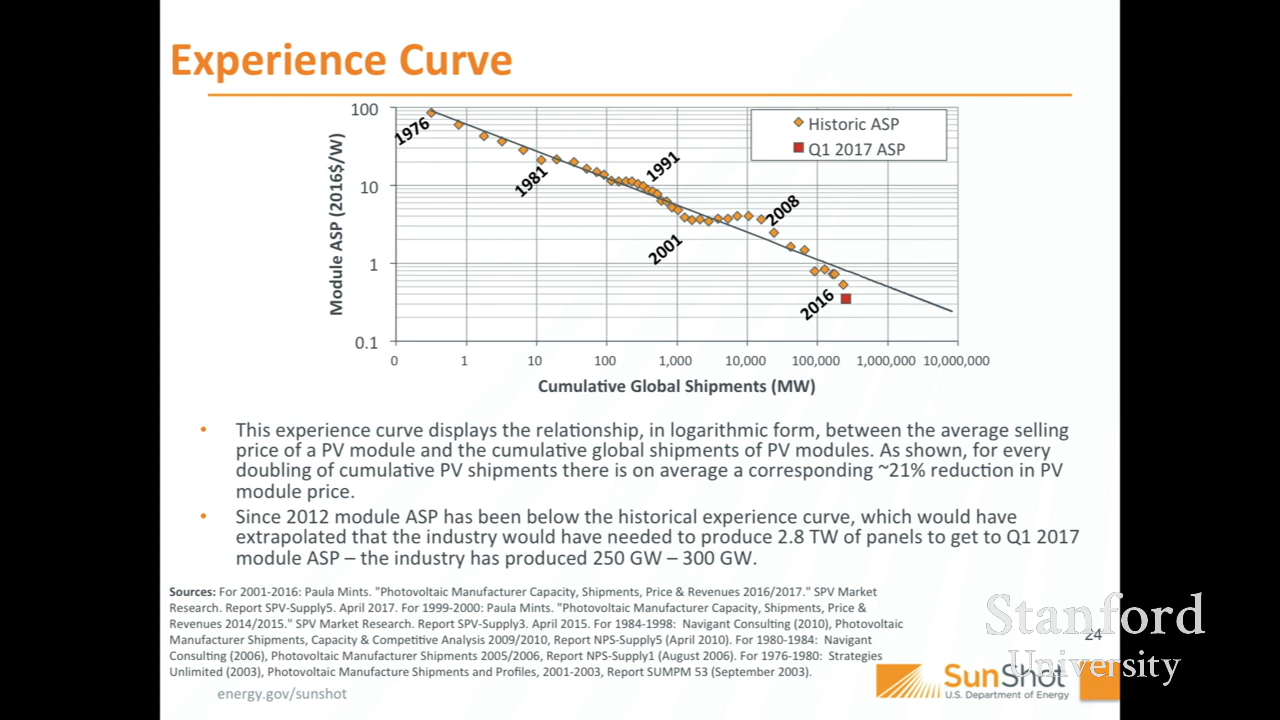 Experience Curve
100
10
1
0.1
Module ASP (2016$/W)
1976
1981
1991
2001
2008
2016
Historic ASP
Q1 2017 ASP
0 1 10 100 1,000 10,000 100,000 1,000,000 10,000,000
Cumulative Global Shipments (MW)
• This experience curve displays the relationship, in logarithmic form, between the average selling
price of a PV module and the cumulative global shipments of PV modules. As shown, for every
doubling of cumulative PV shipments there is on average a corresponding ~21% reduction in PV
module price.
• Since 2012 module ASP has been below the historical experience curve, which would have
extrapolated that the industry would have needed to produce 2.8 TW of panels to get to Q1 2017
module ASP – the industry has produced 250 GW – 300 GW.
Sources: For 2001-2016: Paula Mints. "Photovoltaic Manufacturer Capacity, Shipments, Price & Revenues 2016/2017." SPV Market
Research. Report SPV-Supply5. April 2017. For 1999-2000: Paula Mints. "Photovoltaic Manufacturer Capacity, Shipments, Price &
Revenues 2014/2015." SPV Market Research. Report SPV-Supply3. April 2015. For 1984-1998: Navigant Consulting (2010), Photovoltaic
Manufacturer Shipments, Capacity & Competitive Analysis 2009/2010, Report NPS-Supply5 (April 2010). For 1980-1984: Navigant
Consulting (2006), Photovoltaic Manufacturer Shipments 2005/2006, Report NPS-Supply1 (August 2006). For 1976-1980: Strategies
Unlimited (2003), Photovoltaic Manufacture Shipments and Profiles, 2001-2003, Report SUMPM 53 (September 2003).
energy.gov/sunshot
24
Stanford
University
SunShot
U.S. Department of Energy